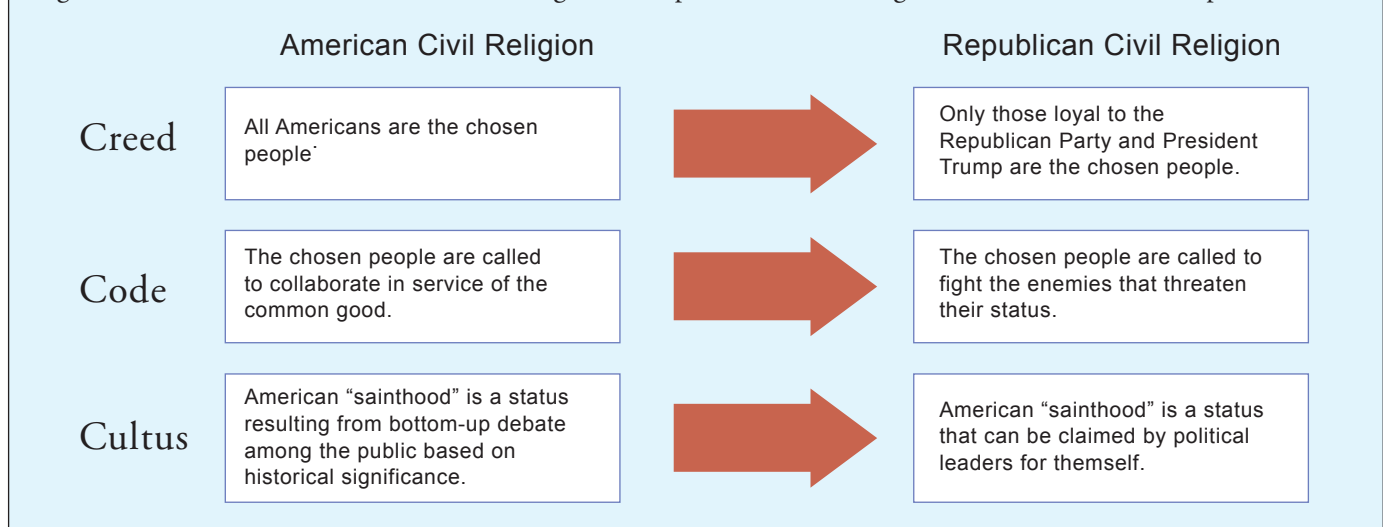 American Civil Religion
Republican Civil Religion
Creed
All Americans are the chosen
people
Only those loyal to the
Republican Party and President
Trump are the chosen people.
Code
The chosen people are called
to collaborate in service of the
common good.
The chosen people are called to
fight the enemies that threaten
their status.
Cultus
American “sainthood” is a status
resulting from bottom-up debate
among the public based on
historical significance.
American “sainthood” is a status
that can be claimed by political
leaders for themself.